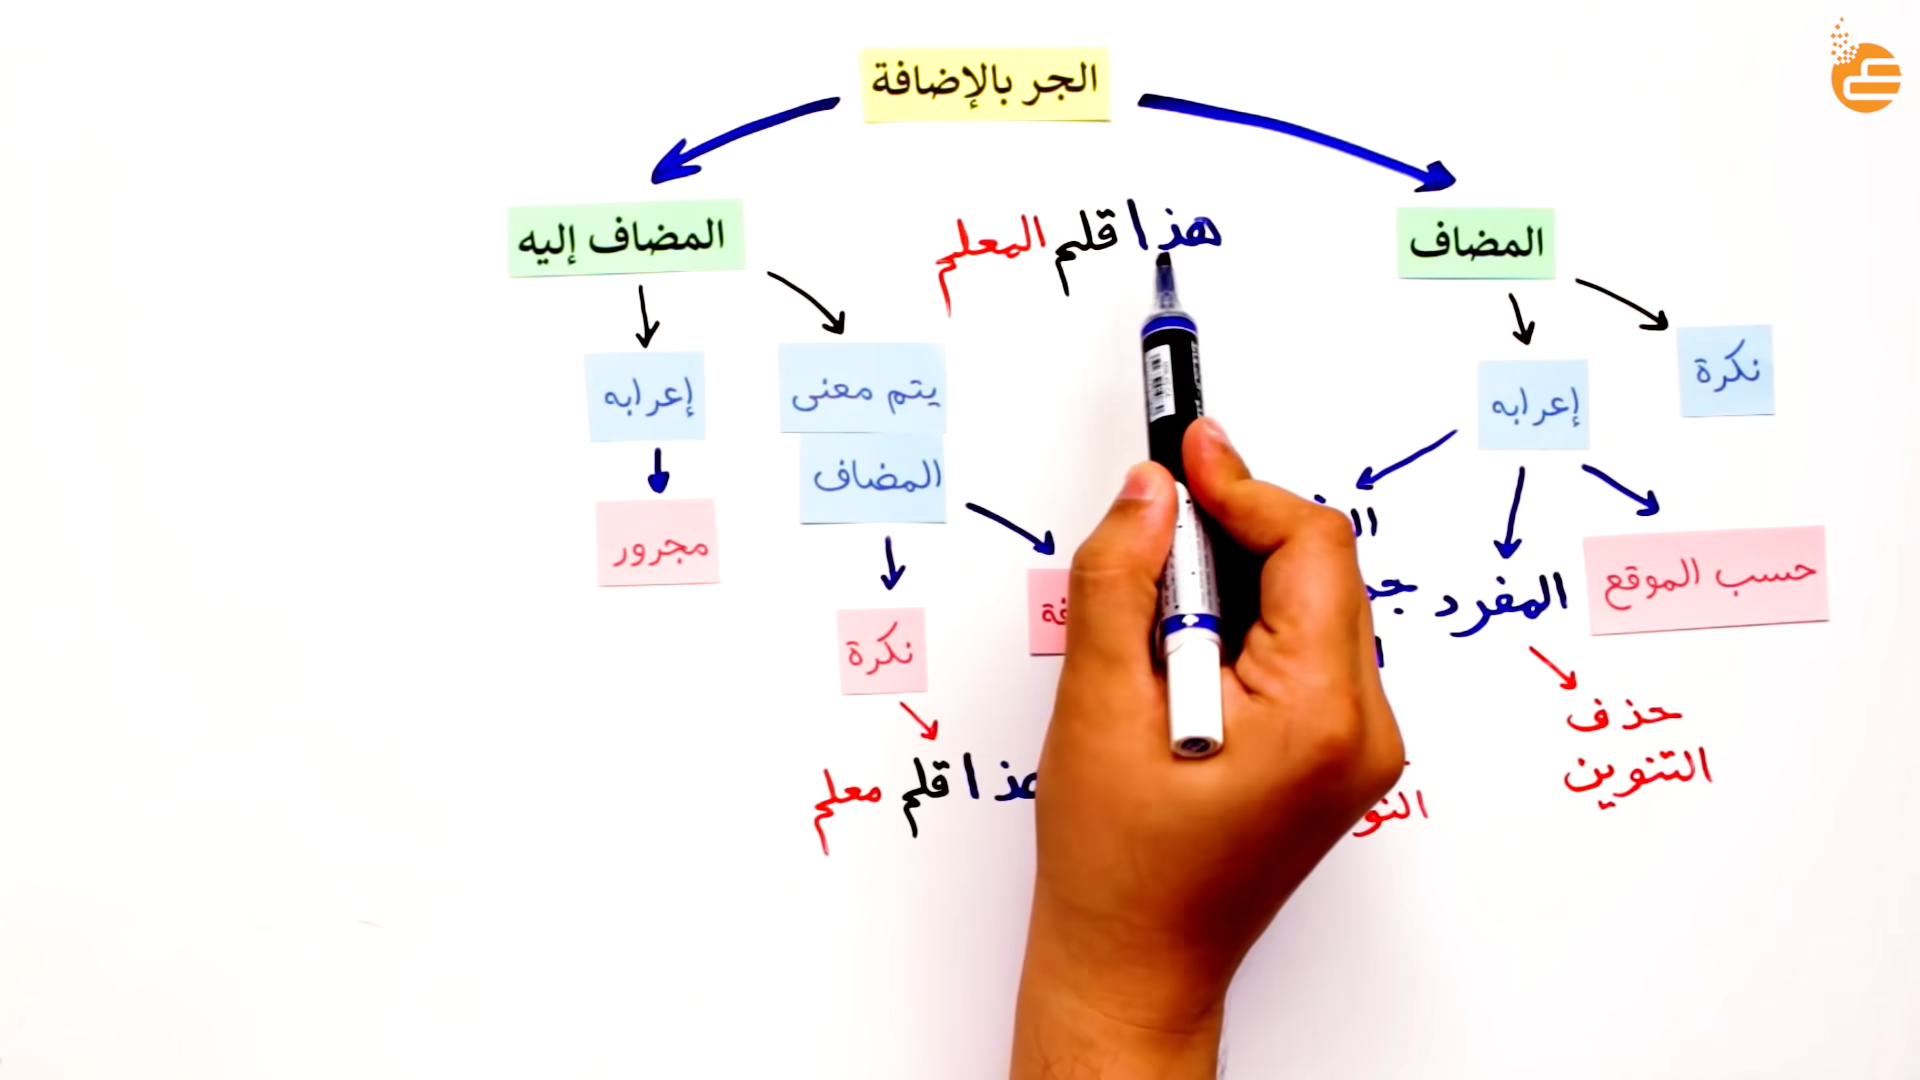 الجر بالإضافة
المضاف
هذا قلم المعلم
المضاف إليه
نكرة
إعرابه
حسب الموقع
المفرد
حذف
التنوين
يتم معنى
المضاف
نكرة
قلم معلم
إعرابه
مجرور